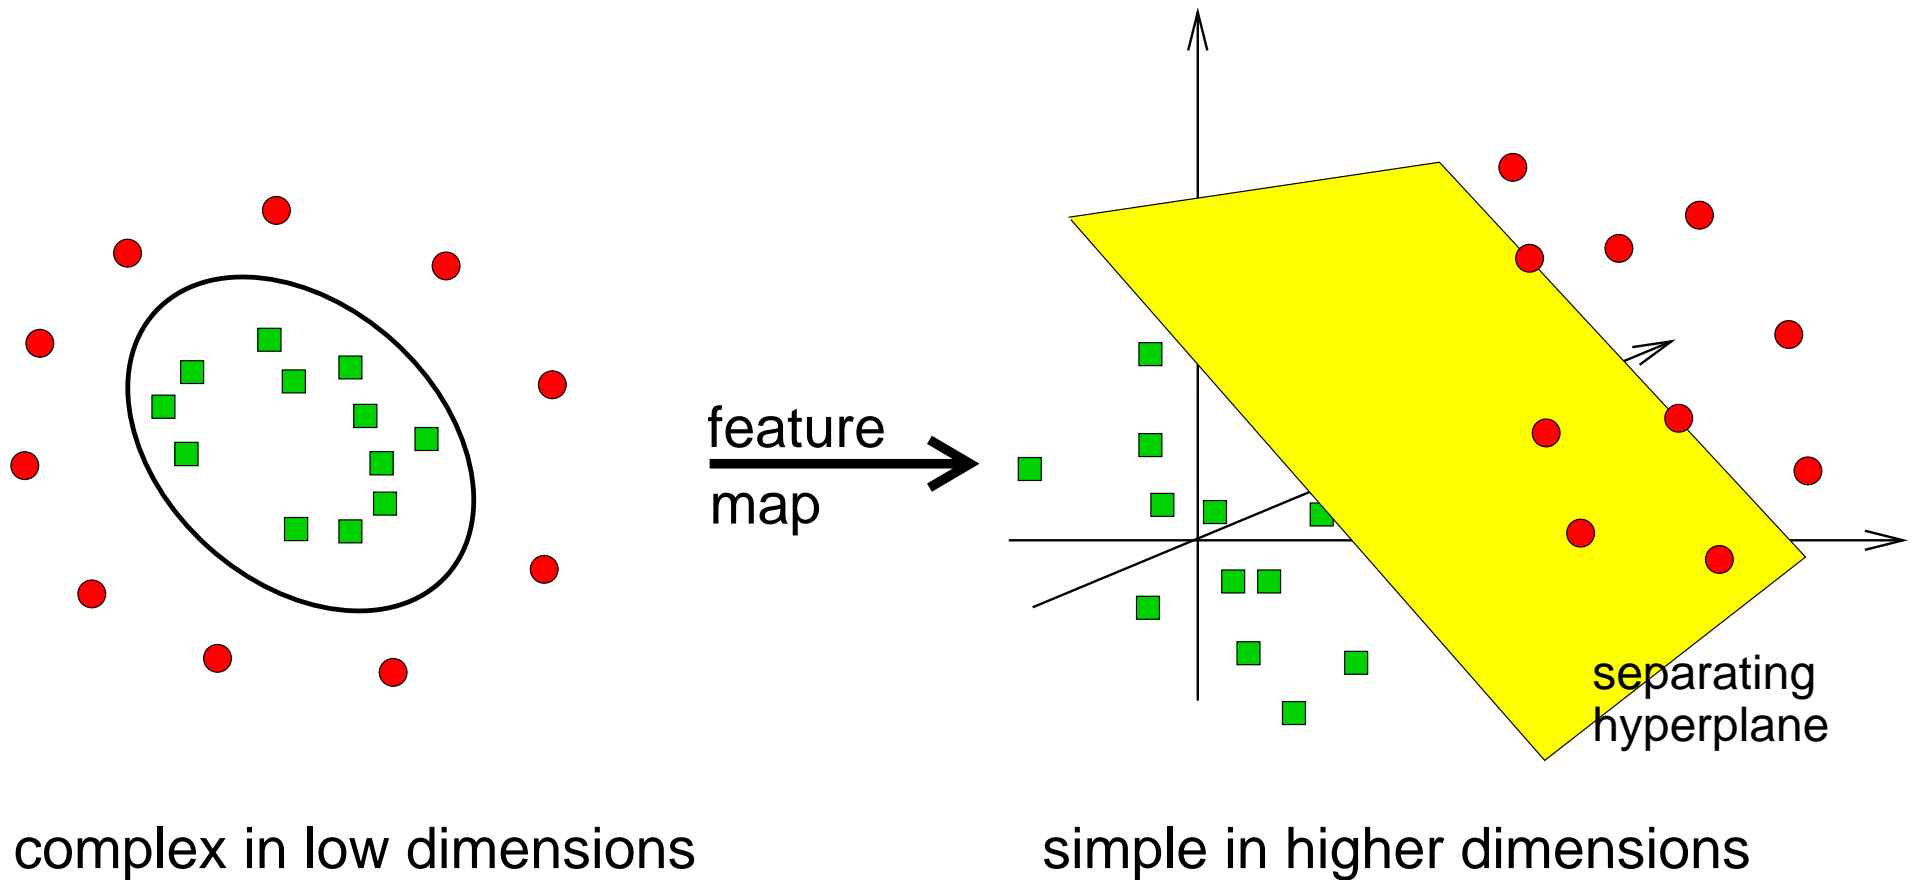 feature
map
separating
hyperplane
complex in low dimensions
simple in higher dimensions